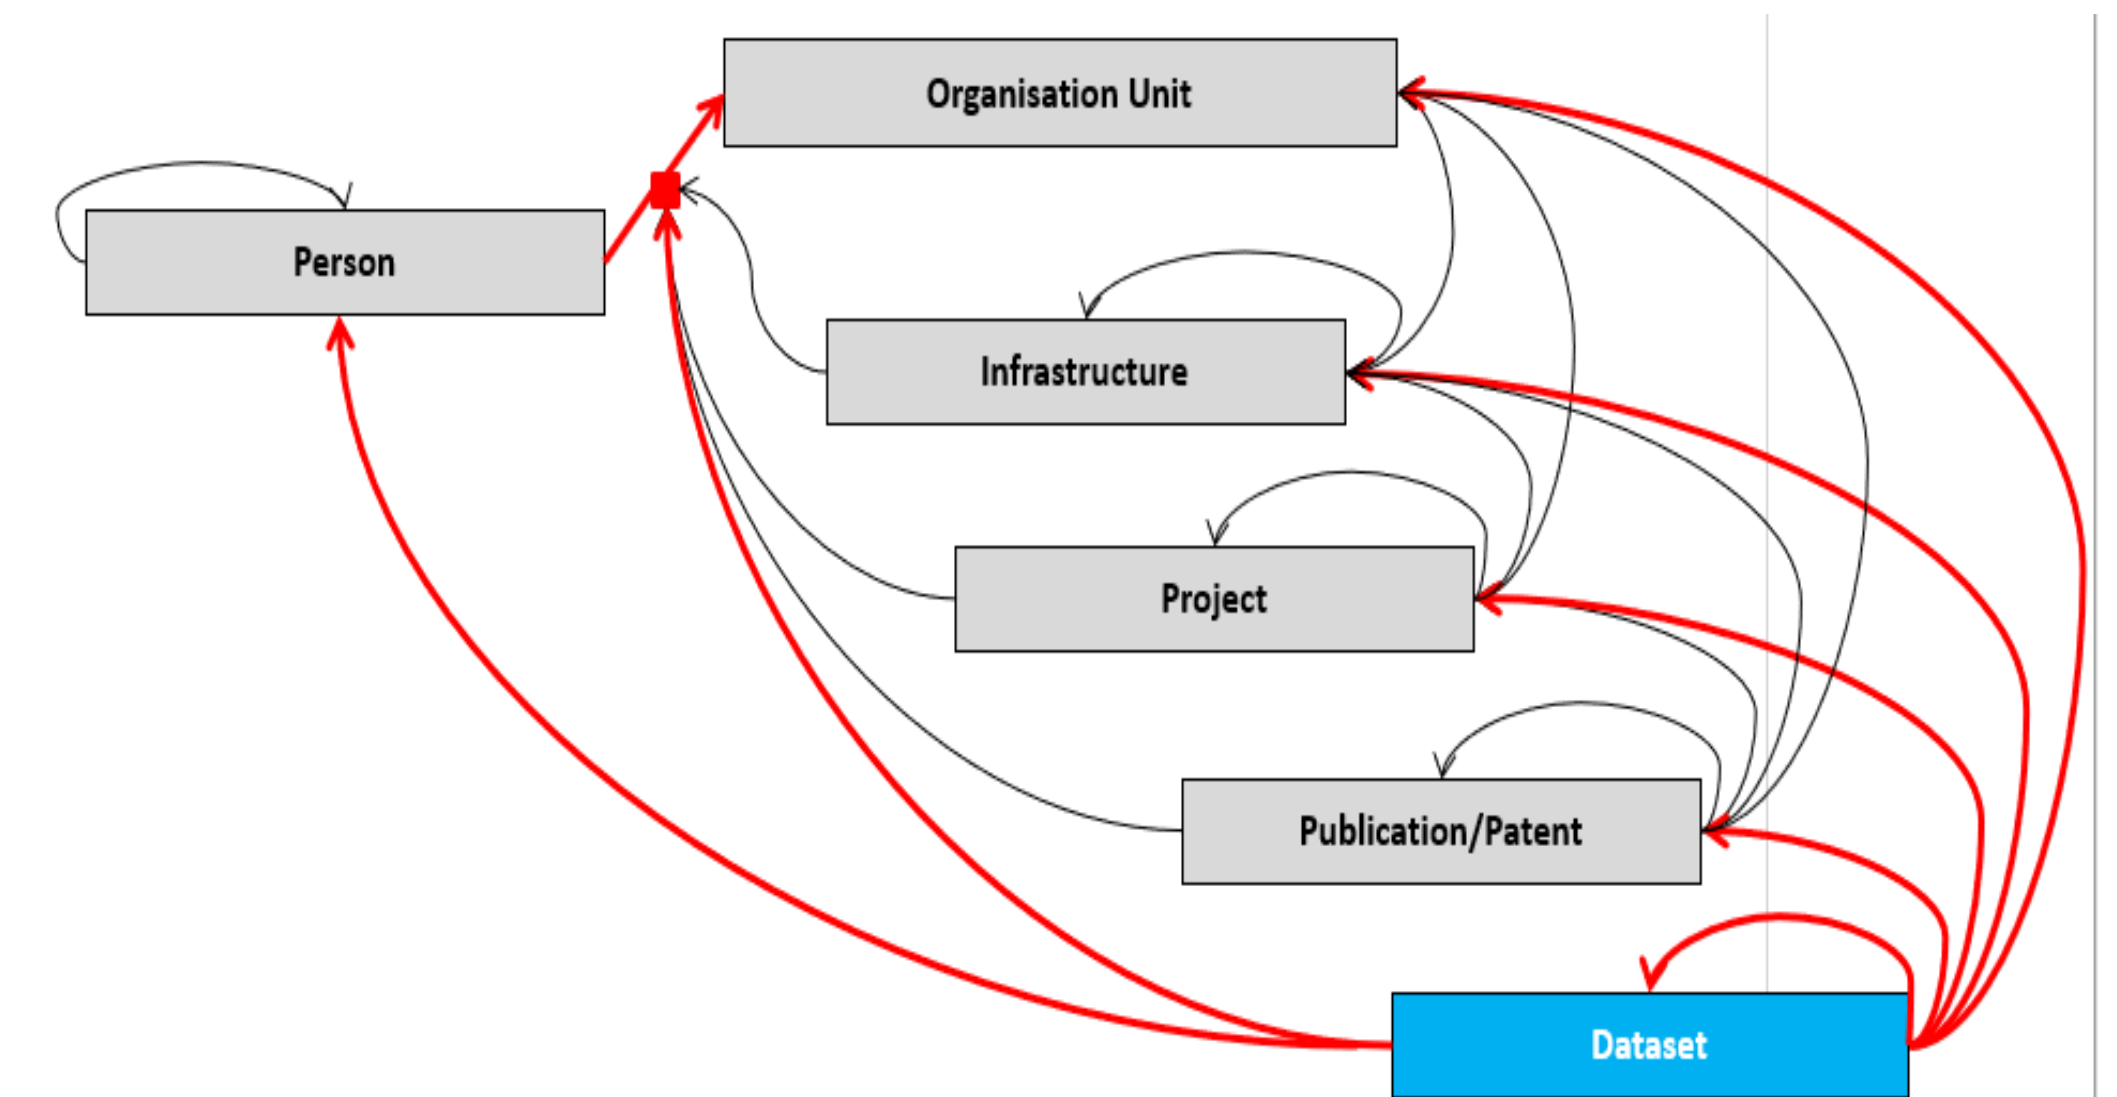 Organisation Unit
Person
Infrastructure
Project
Publication/Patent
Dataset